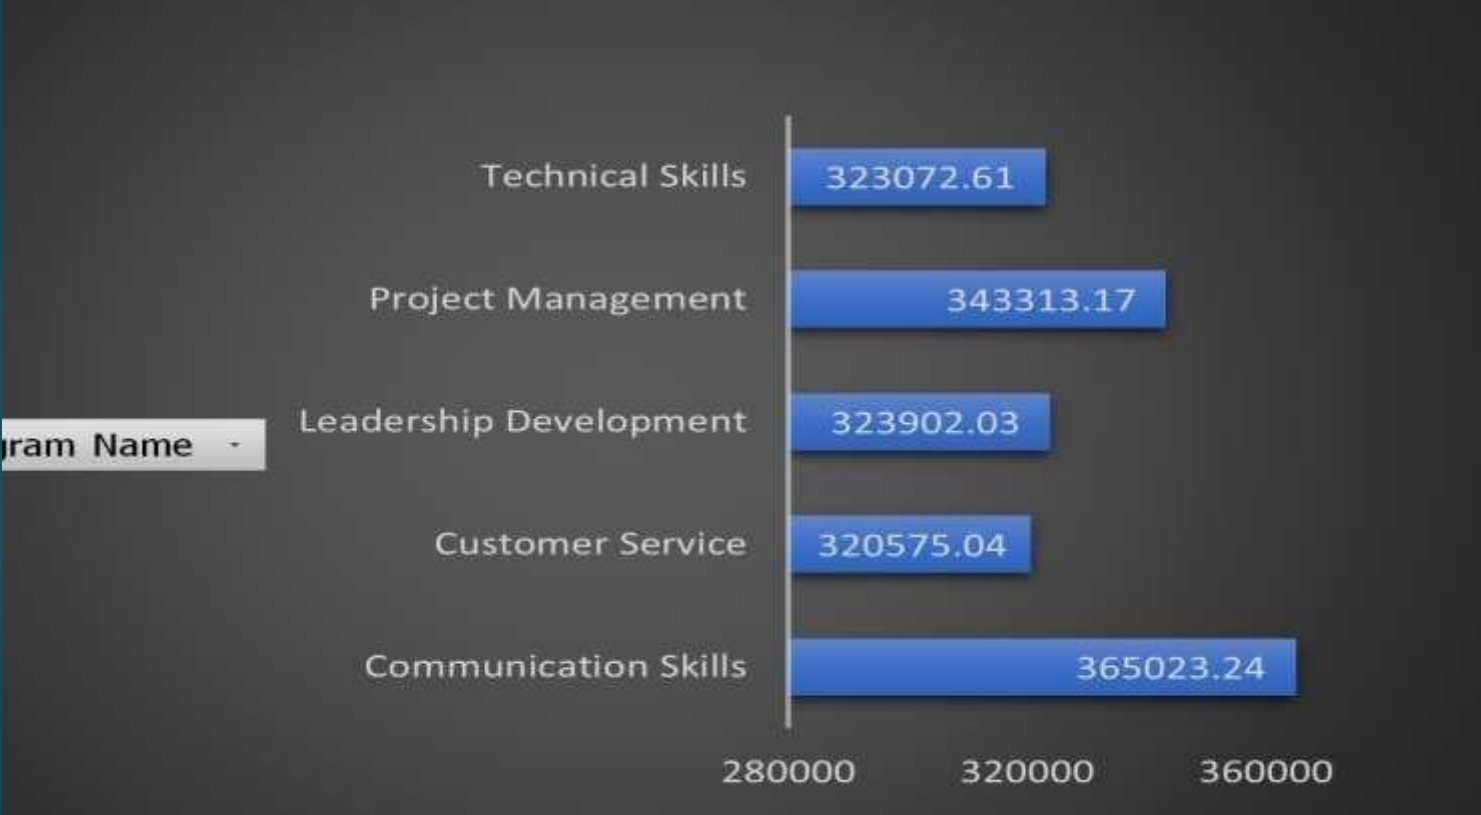 Technical Skills 323072.61
Project Management 343313.17
Leadership Development 323902.03
gram Name
Customer Service 320575.04
Communication Skills 365023.24
280000 320000 360000